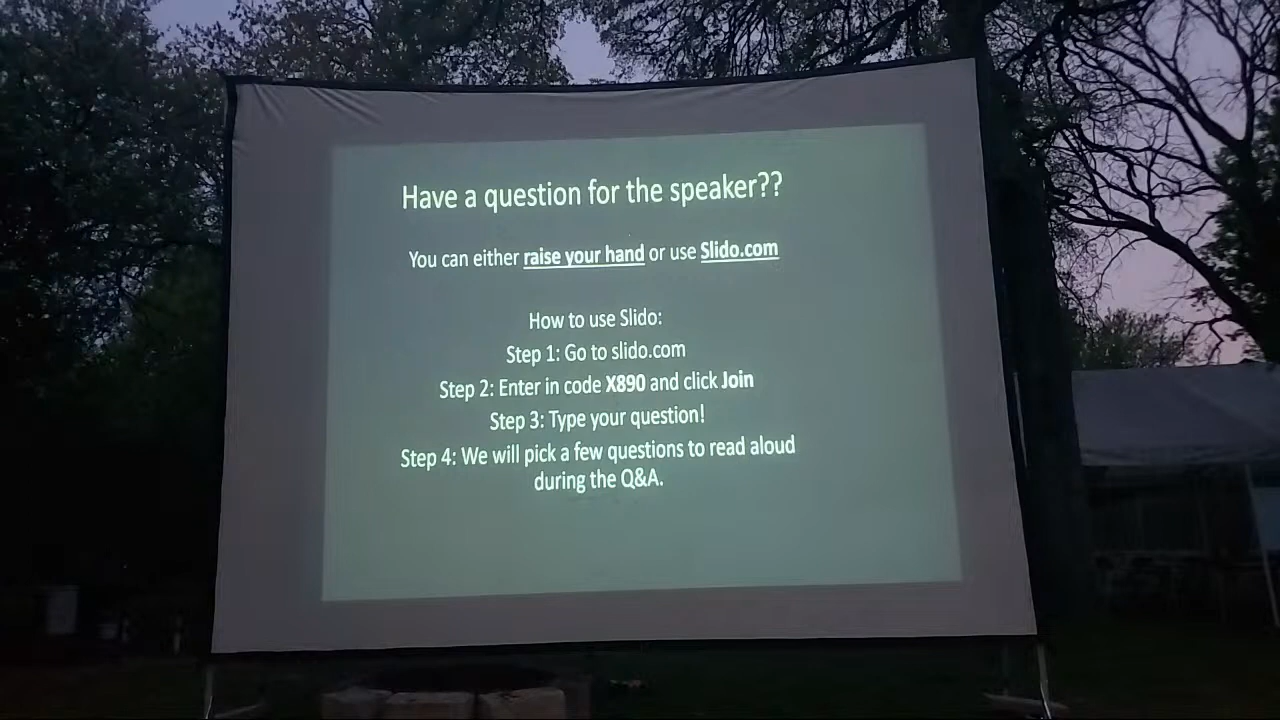 Have a question for the speaker??
You can either raise your hand or use Slido.com
How to use Slido:
Step 1: Go to slido.com
Step 2: Enter in code X890 and click Join
Step 3: Type your question!
Step 4: We will pick a few questions to read aloud
during the Q&A.